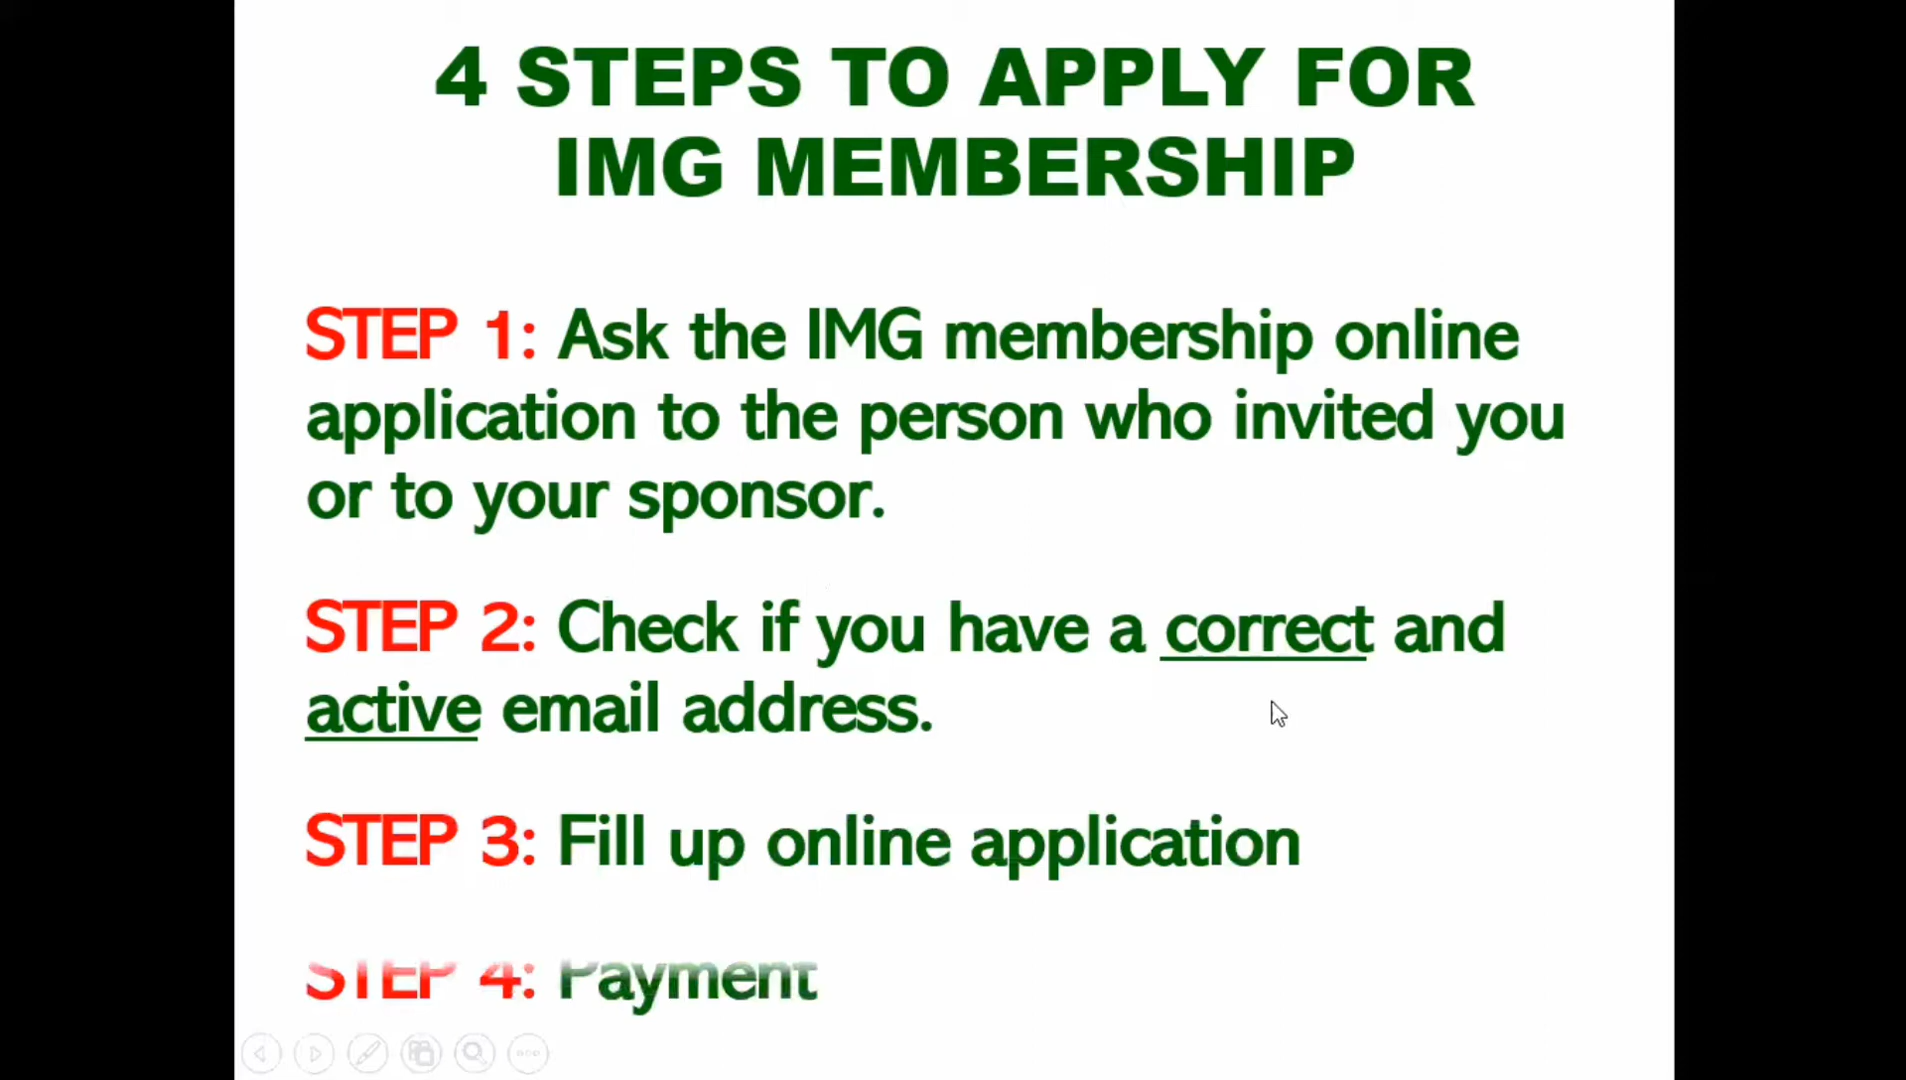 4 STEPS TO APPLY FOR
IMG MEMBERSHIP
STEP 1: Ask the IMG membership online
application to the person who invited you
or to your sponsor.
STEP 2: Check if you have a correct and
active email address.
STEP 3: Fill up online application
STEP 4: Payment